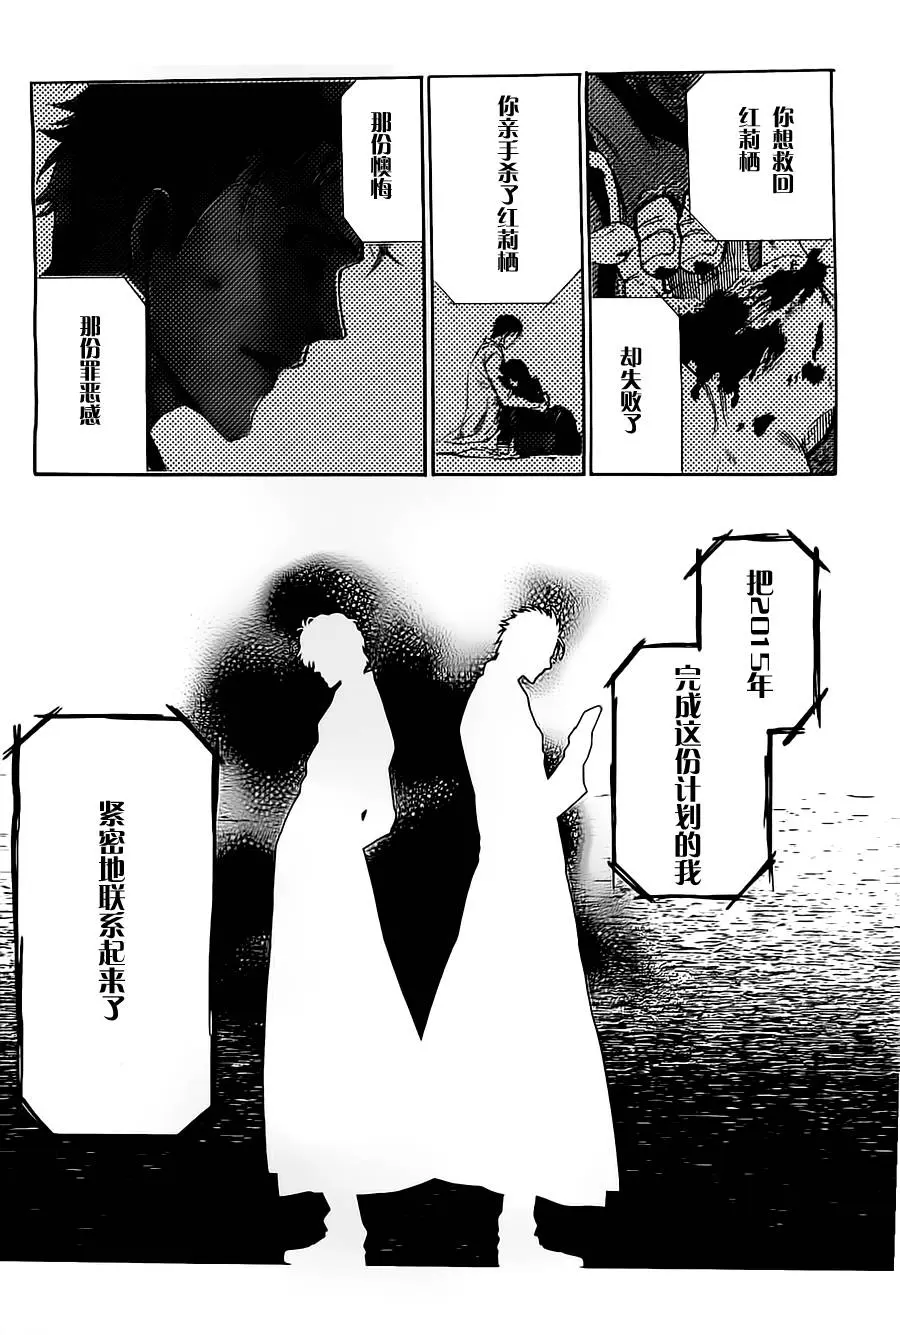 你想救回
红莉栖
却失败了
你亲手杀了红莉栖
那份懊悔
那份罪恶感
把2015年
完成这份计划的我
紧密地联系起来了